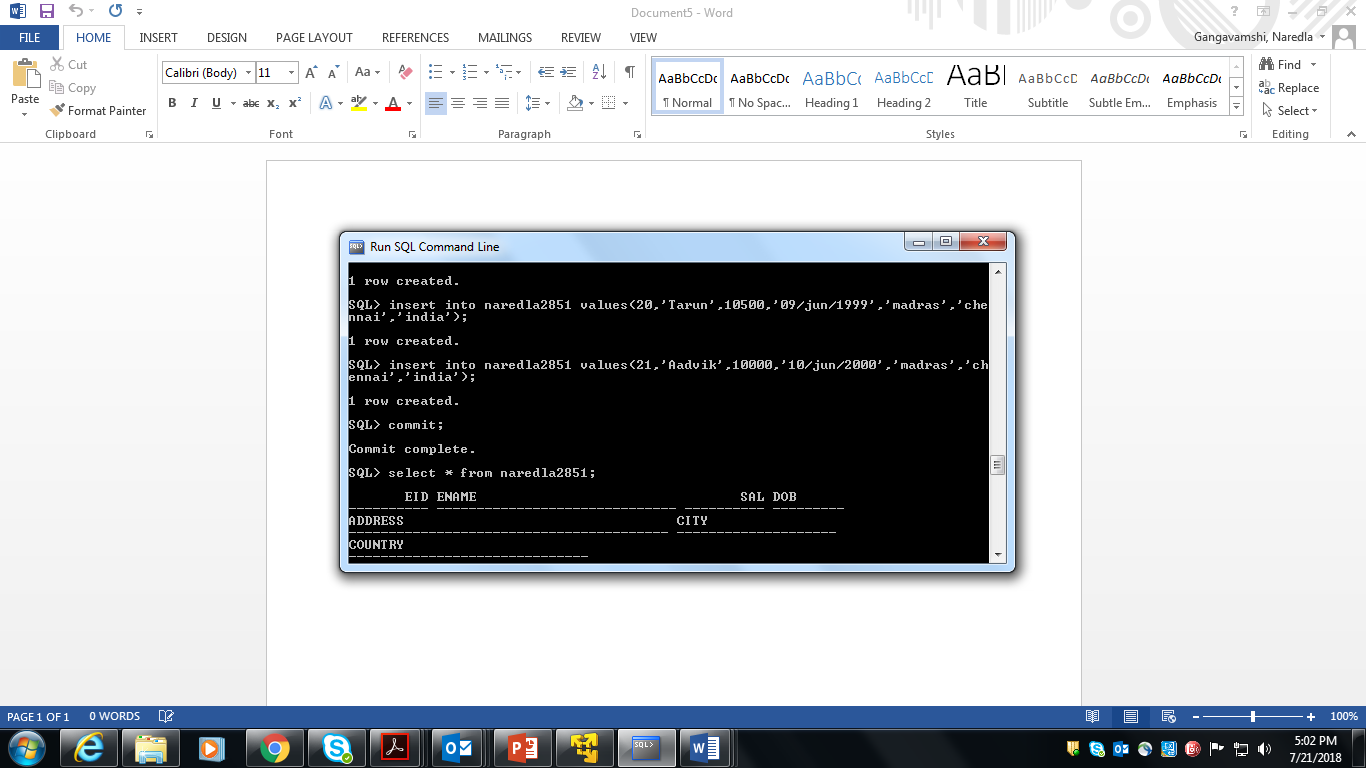 Document5 - Word
FILE HOME INSERT DESIGN PAGE LAYOUT REFERENCES MAILINGS REVIEW VIEW
Gangavamshi, Naredla
Paste
Cut
Copy
Format Painter
Clipboard
Calibri (Body) 11
Font
Paragraph
AaBbCcDc AaBbCcDc AaBbCc AaBbCcD AaBl AaBbCcD AaBbCcDc AaBbCcDc
¶ Normal ¶ No Spac... Heading 1 Heading 2 Title Subtitle Subtle Em... Emphasis
Styles
Find
Replace
Select
Editing
Run SQL Command Line
1 row created.
SQL> insert into naredla2851 values(20,'Tarun',10500,'09/jun/1999','madras','che
nnai','india');
1 row created.
SQL> insert into naredla2851 values(21,'Aadvik',10000,'10/jun/2000','madras','ch
ennai','india');
1 row created.
SQL> commit;
Commit complete.
SQL> select * from naredla2851;
EID ENAME SAL DOB
ADDRESS CITY
COUNTRY
PAGE 1 OF 1 0 WORDS
100%
5:02 PM
7/21/2018